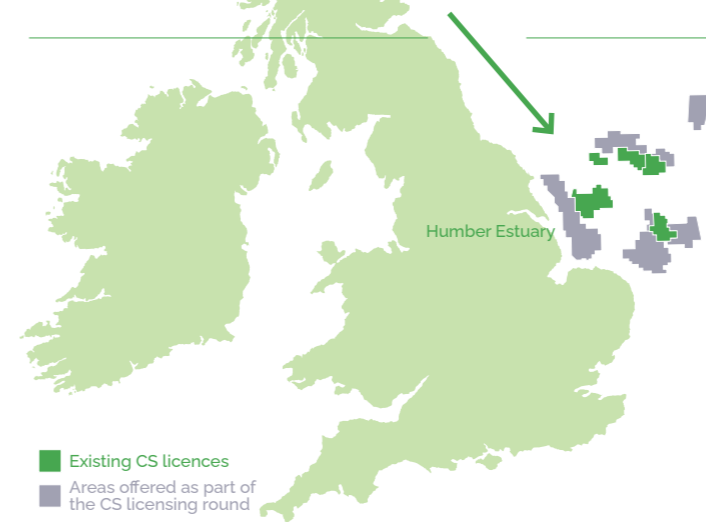 Humber Estuary
Existing CS licences
Areas offered as part of
the CS licensing round